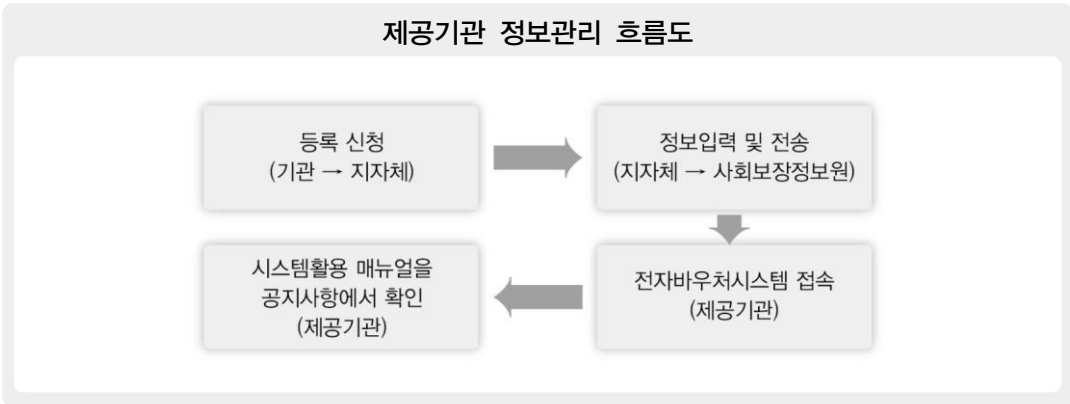 제공기관 정보관리 흐름도
등록 신청
(기관 → 지자체)
정보입력 및 전송
(지자체 → 사회보장정보원)
전자바우처시스템 접속
(제공기관)
시스템활용 매뉴얼을
공지사항에서 확인
(제공기관)